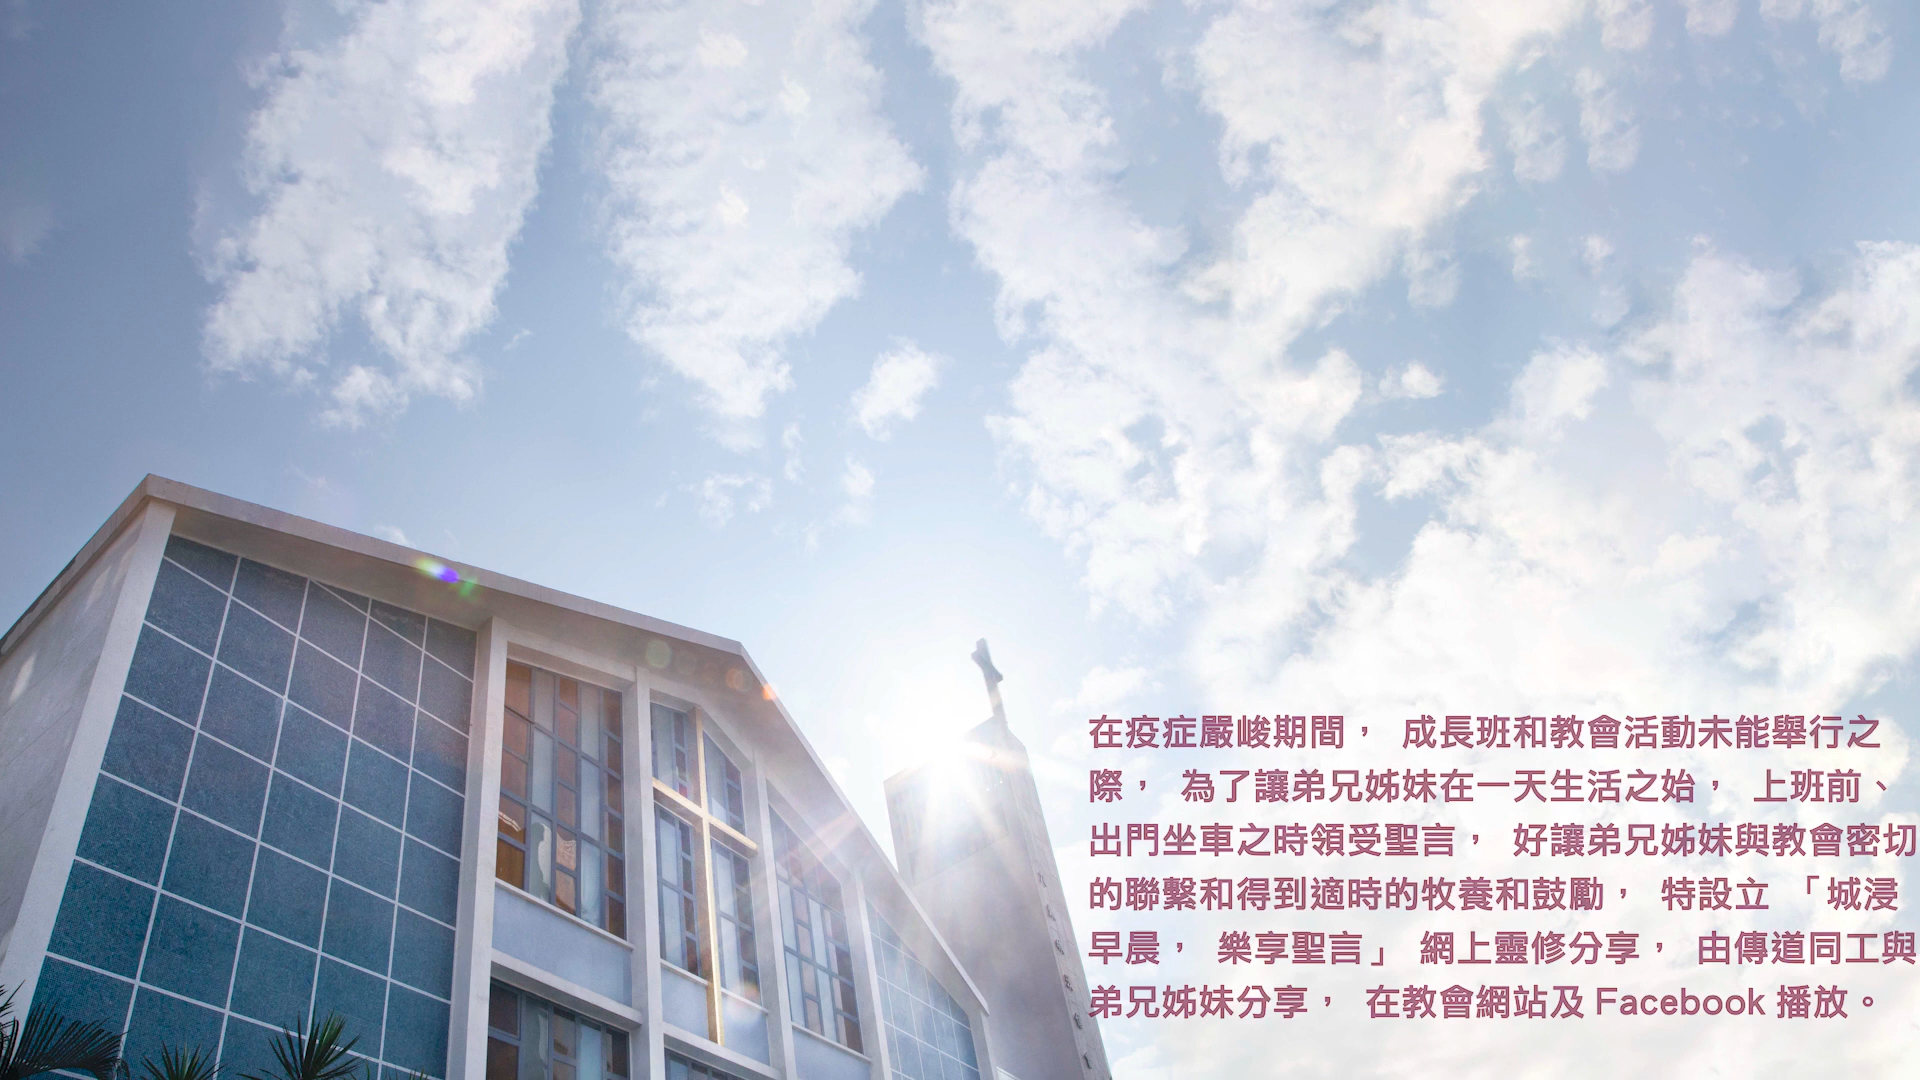 在疫症嚴峻期間， 成長班和教會活動未能舉行之
際， 為了讓弟兄姊妹在一天生活之始， 上班前、
出門坐車之時領受聖言， 好讓弟兄姊妹與教會密切
的聯繫和得到適時的牧養和鼓勵， 特設立 「城浸
早晨， 樂享聖言」 網上靈修分享， 由傳道同工與
弟兄姊妹分享， 在教會網站及 Facebook 播放。